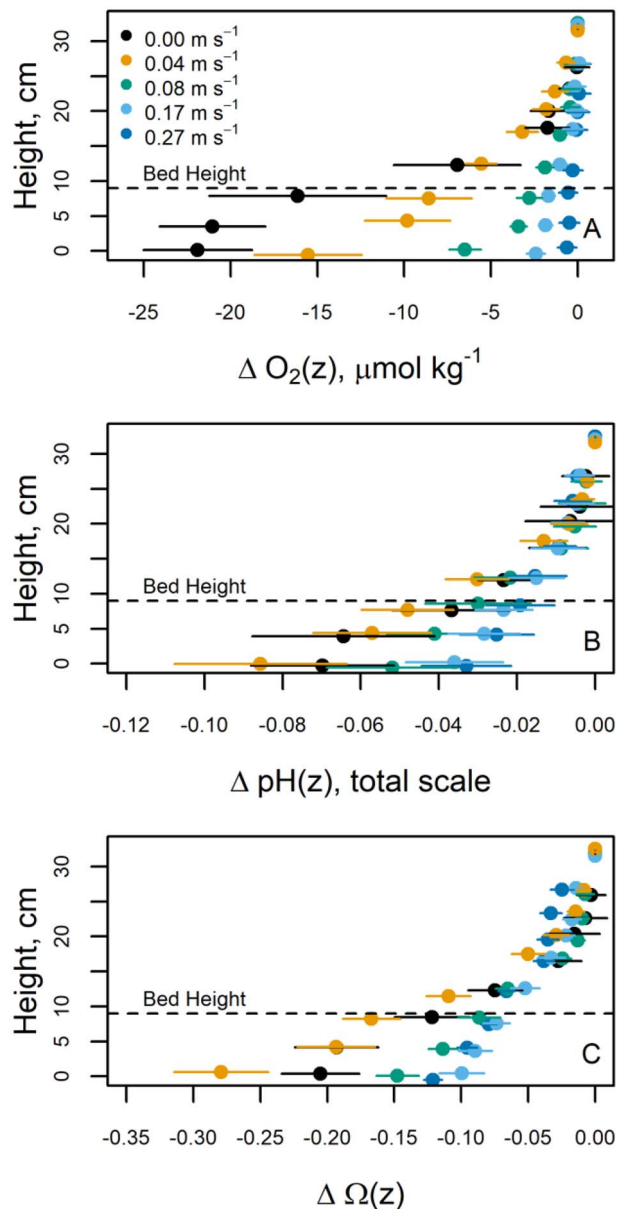 0.00 m s⁻¹
0.04 m s⁻¹
0.08 m s⁻¹
0.17 m s⁻¹
0.27 m s⁻¹
Height, cm
30
20
10
5
0
Bed Height
A
-25 -20 -15 -10 -5 0
Δ O₂(z), μmol kg⁻¹
Height, cm
30
20
10
5
0
Bed Height
B
-0.12 -0.10 -0.08 -0.06 -0.04 -0.02 0.00
Δ pH(z), total scale
Height, cm
30
20
10
5
0
Bed Height
C
-0.35 -0.30 -0.25 -0.20 -0.15 -0.10 -0.05 0.00
Δ Ω(z)